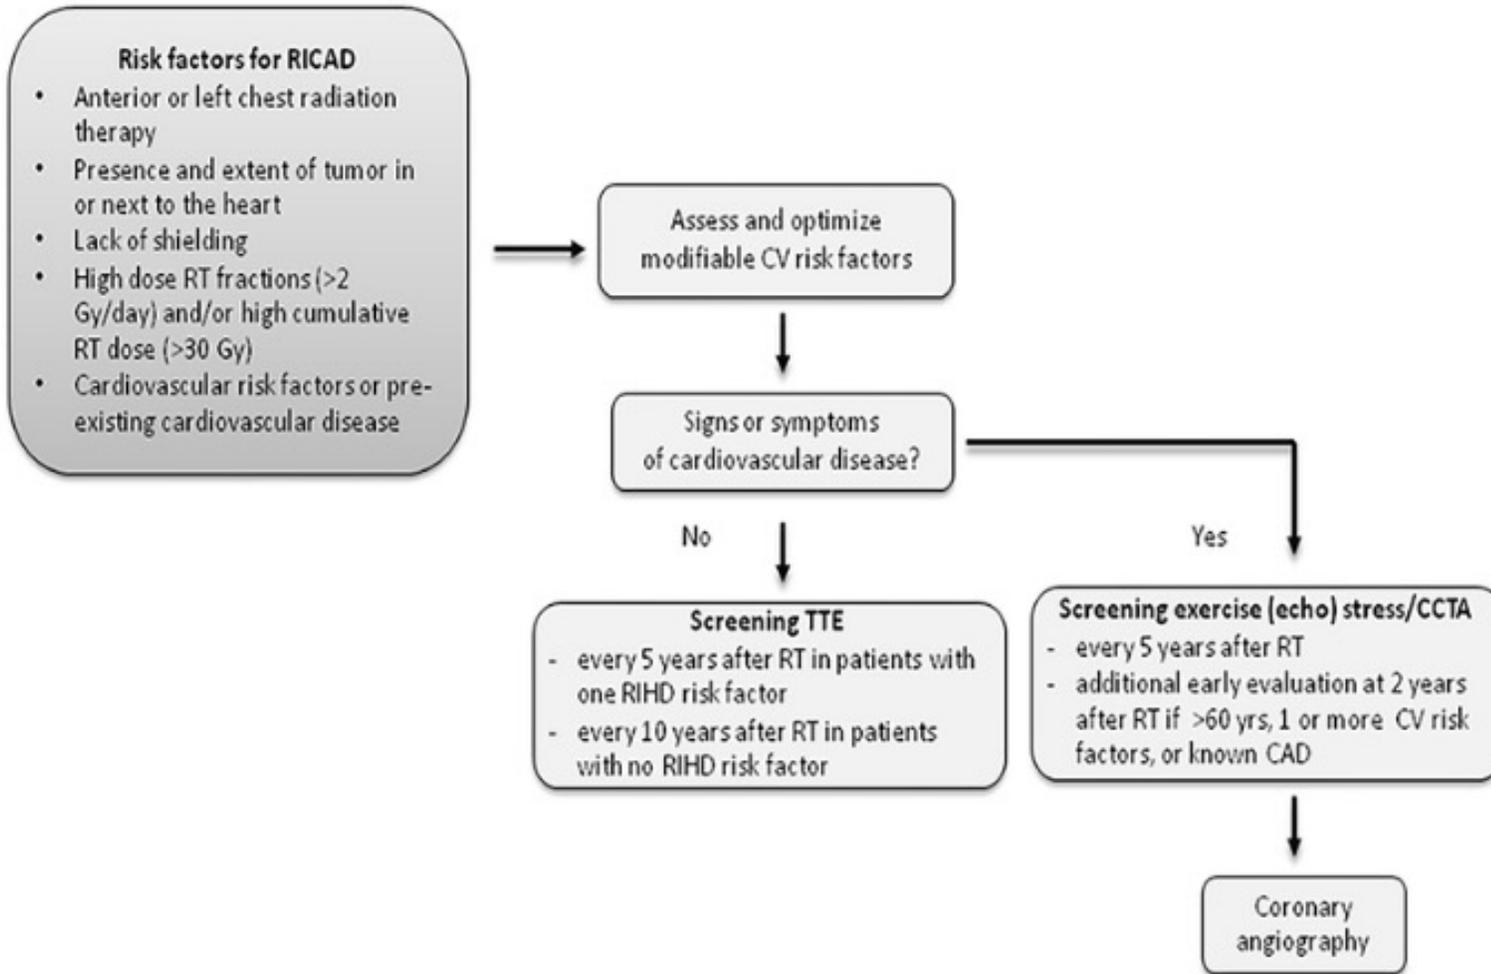 Risk factors for RICAD
• Anterior or left chest radiation
therapy
• Presence and extent of tumor in
or next to the heart
• Lack of shielding
• High dose RT fractions (>2
Gy/day) and/or high cumulative
RT dose (>30 Gy)
• Cardiovascular risk factors or pre-
existing cardiovascular disease
Assess and optimize
modifiable CV risk factors
Signs or symptoms
of cardiovascular disease?
No
Yes
Screening TTE
- every 5 years after RT in patients with
one RIHD risk factor
- every 10 years after RT in patients
with no RIHD risk factor
Screening exercise (echo) stress/CCTA
- every 5 years after RT
- additional early evaluation at 2 years
after RT if >60 yrs, 1 or more CV risk
factors, or known CAD
Coronary
angiography